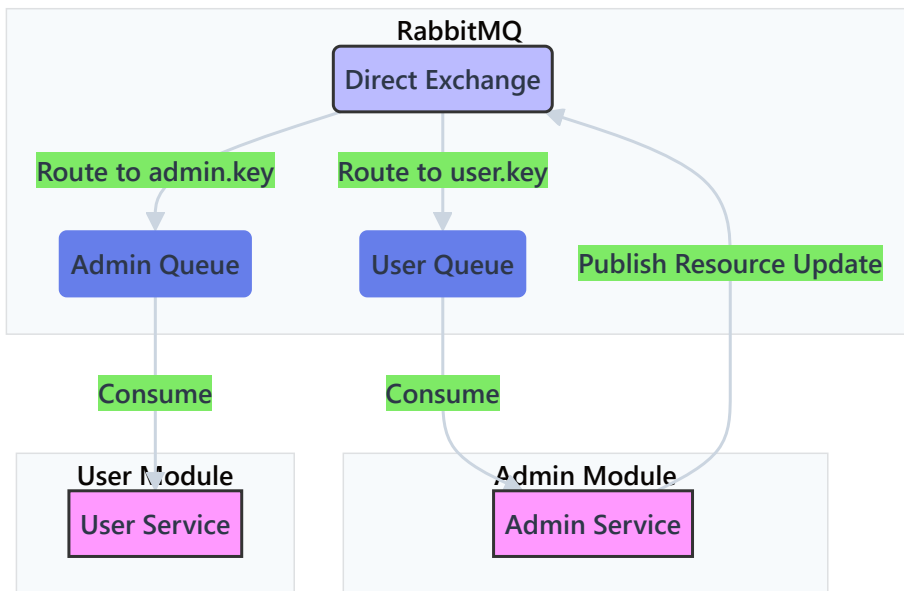 RabbitMQ
Direct Exchange
Route to admin.key
Route to user.key
Admin Queue
User Queue
Publish Resource Update
Consume
Consume
User Module
Admin Module
User Service
Admin Service